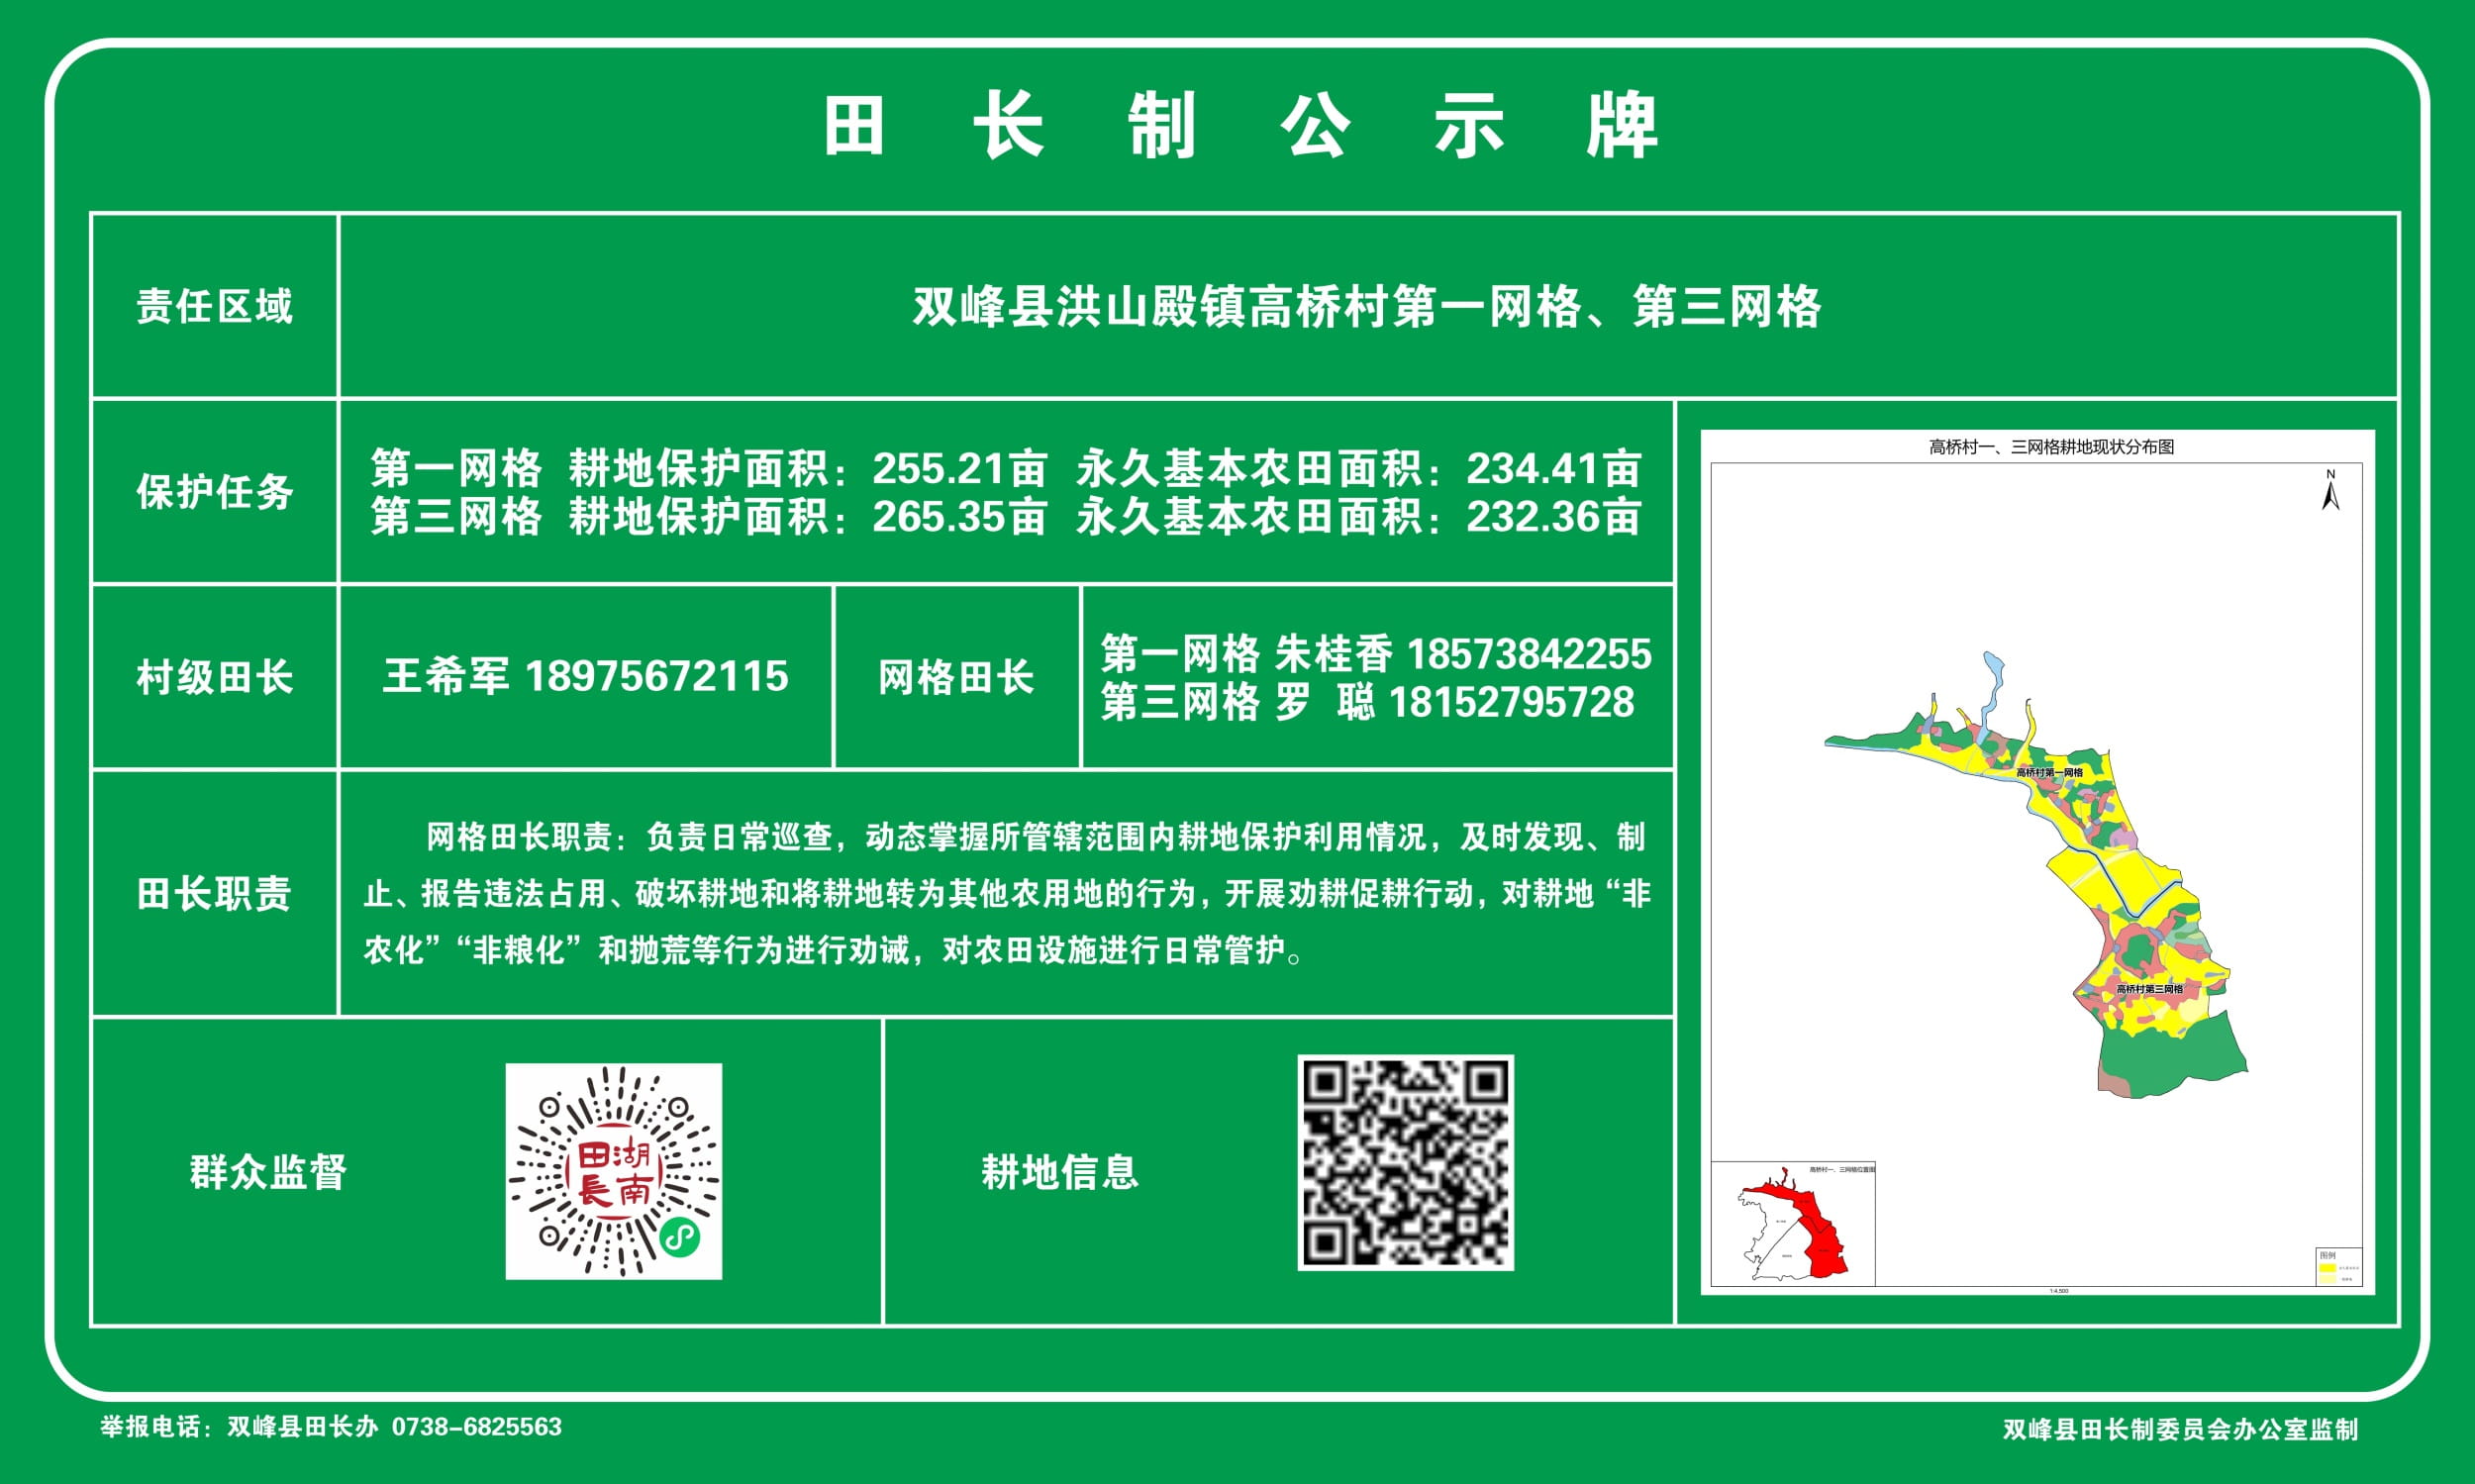 田长制公示牌
责任区域
双峰县洪山殿镇高桥村第一网格、第三网格
保护任务
第一网格 耕地保护面积：255.21亩 永久基本农田面积：234.41亩
第三网格 耕地保护面积：265.35亩 永久基本农田面积：232.36亩
村级田长
王希军 18975672115
网格田长
第一网格 朱桂香 18573842255
第三网格 罗 聪 18152795728
田长职责
网格田长职责：负责日常巡查，动态掌握所管辖范围内耕地保护利用情况，及时发现、制
止、报告违法占用、破坏耕地和将耕地转为其他农用地的行为，开展劝耕促耕行动，对耕地“非
农化”“非粮化”和抛荒等行为进行劝诫，对农田设施进行日常管护。
群众监督
田湖
長南
耕地信息
高桥村一、三网格耕地现状分布图
N
高桥村第一网格
高桥村第三网格
高桥村一、三网格位置图
图例
1:4,500
举报电话：双峰县田长办 0738-6825563
双峰县田长制委员会办公室监制